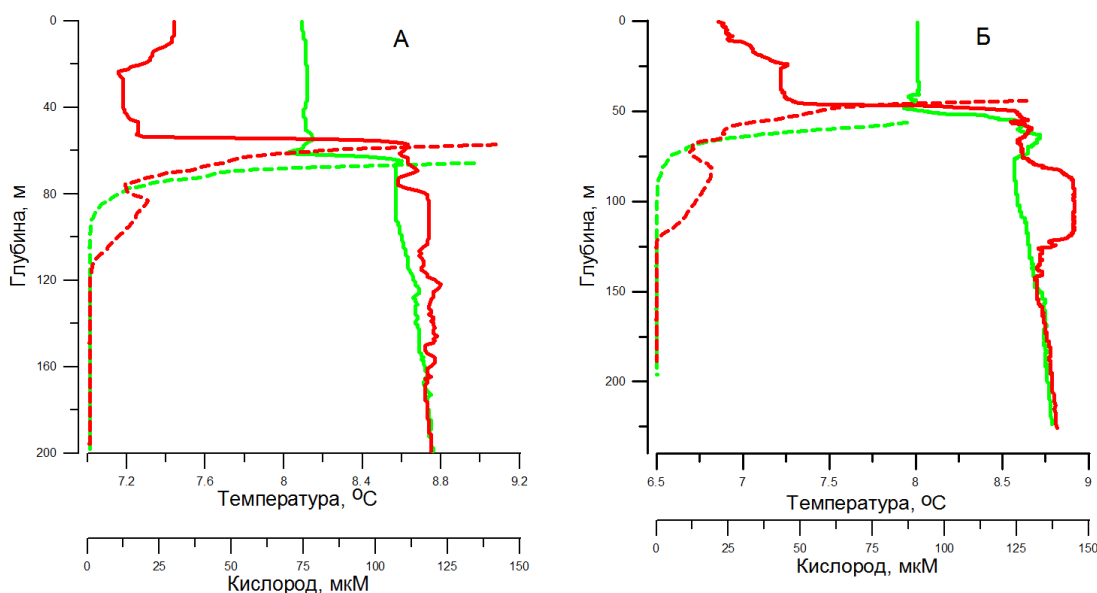 А
0
40
80
120
160
200
Глубина, м
7.2 7.6 8 8.4 8.8 9.2
Температура, ºС
0 25 50 75 100 125 150
Кислород, мкМ
Б
0
50
100
150
200
Глубина, м
6.5 7 7.5 8 8.5 9
Температура, ºС
0 25 50 75 100 125 150
Кислород, мкМ